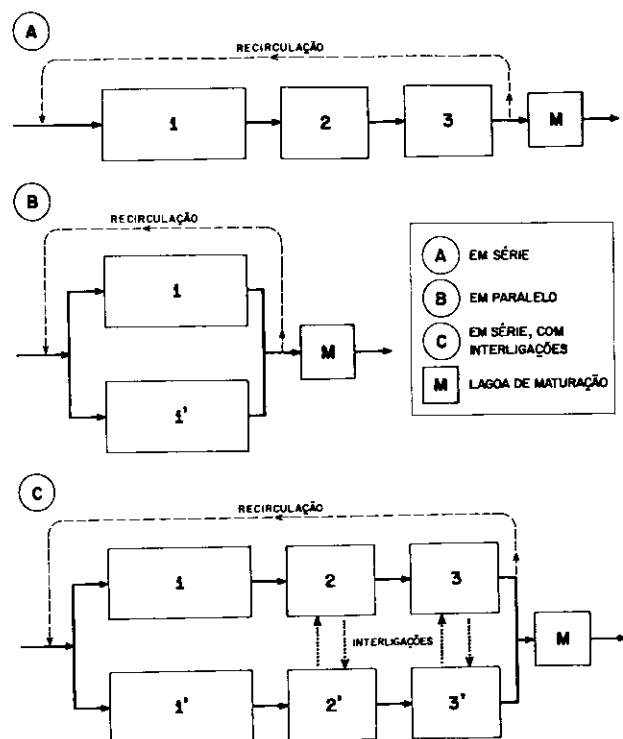 A
RECIRCULAÇÃO
1
2
3
M
B
RECIRCULAÇÃO
1
1'
M
A EM SÉRIE
B EM PARALELO
C EM SÉRIE, COM
INTERLIGAÇÕES
M LAGOA DE MATURAÇÃO
C
RECIRCULAÇÃO
1
2
3
INTERLIGAÇÕES
M
1'
2'
3'